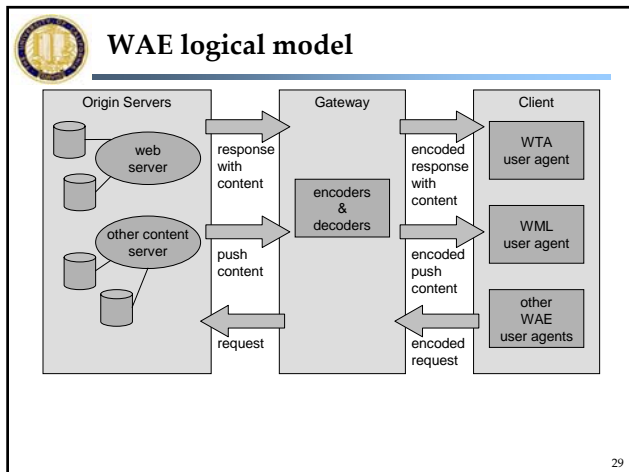 WAE logical model
Origin Servers
web
server
other content
server
response
with
content
push
content
request
Gateway
encoders
&
decoders
encoded
response
with
content
encoded
push
content
encoded
request
Client
WTA
user agent
WML
user agent
other
WAE
user agents
29